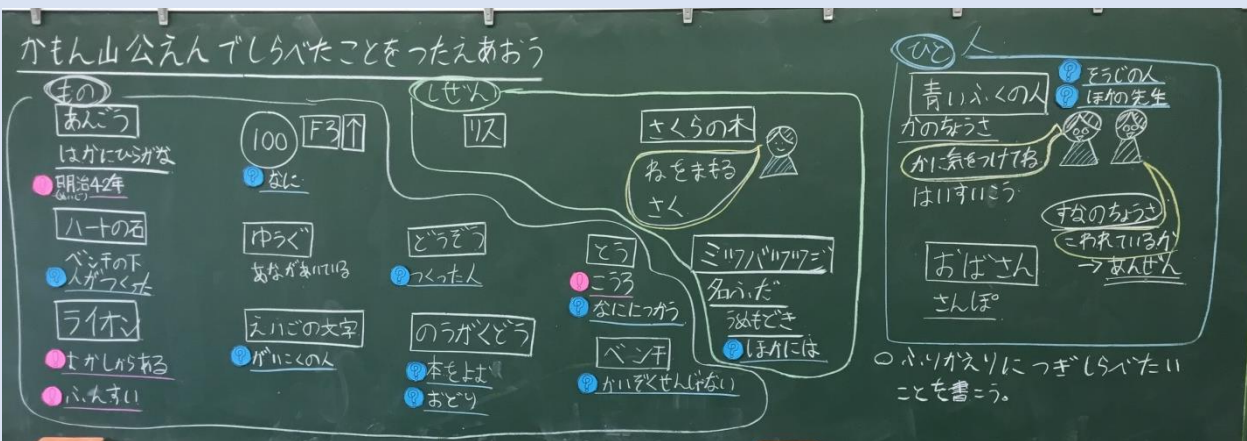 かもん山公えんでしらべたことをつたえあおう
もの
あんごう
はかにひらがな
! 明治42年
(めいじ)
ハートの石
ベンチの下
? 人がつくった
ライオン
! むかしからある
! ふんすい
100
F3
↑
? なに
ゆうぐ
あながあいている
えいごの文字
? がいこくの人
どうぞう
? つくった人
のうがくどう
? 本をよむ
? おどり
とう
! こうろ
? なににつかう
ベンチ
? かいぞくせんじゃない
しぜん
リス
さくらの木
ねをまもる
さく
ミツバツツジ
名ふだ
うめもどき
? ほかには
ひと 人
青いふくの人
かのちょうさ
かに気をつけてね
はいすいこう
? そうじの人
? ほかの先生
すなのちょうさ
こわれているか
→あんぜん
おばさん
さんぽ
○ふりかえりにつぎしらべたい
ことを書こう。